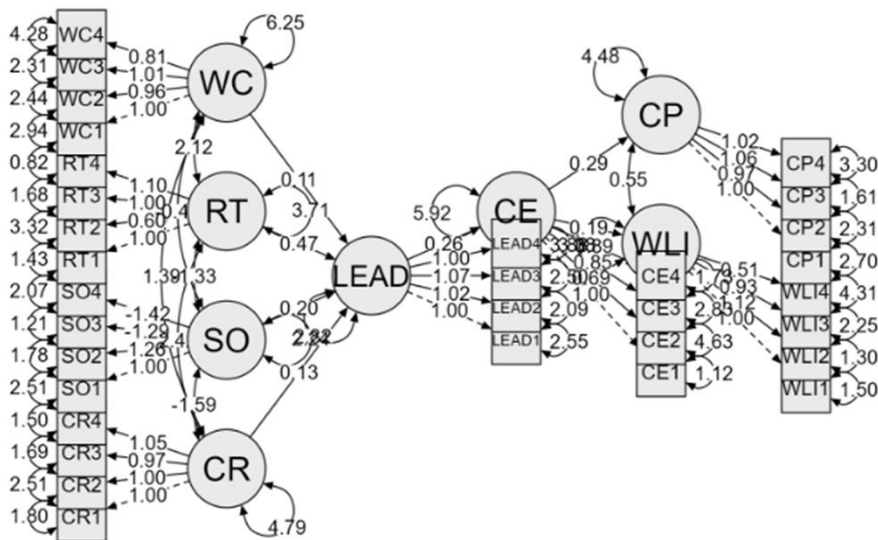 4.28 WC4
2.31 WC3
2.44 WC2
2.94 WC1
0.82 RT4
1.68 RT3
3.32 RT2
1.43 RT1
2.07 SO4
1.21 SO3
1.78 SO2
2.51 SO1
1.50 CR4
1.69 CR3
2.51 CR2
1.80 CR1
0.81
1.01
0.96
1.00
1.10
1.00
0.60
1.00
-1.42
-1.29
1.26
1.00
1.05
0.97
1.00
1.00
6.25
WC
2.12
RT
0.11
3.71
0.47
1.39
1.33
SO
0.20
0.13
-1.59
CR
4.79
LEAD
5.92
CE
0.26
1.00
1.07
1.02
1.00
LEAD4
LEAD3
LEAD2 2.09
LEAD1 2.55
4.48
CP
0.29
0.55
0.19
WLI
0.85
0.69
1.00
CE4
CE3
CE2 4.63
CE1 1.12
1.02
1.06
0.97
1.00
0.51
0.93
1.12
1.00
CP4 3.30
CP3 1.61
CP2 2.31
CP1 2.70
WLI4 4.31
WLI3 2.25
WLI2 1.30
WLI1 1.50